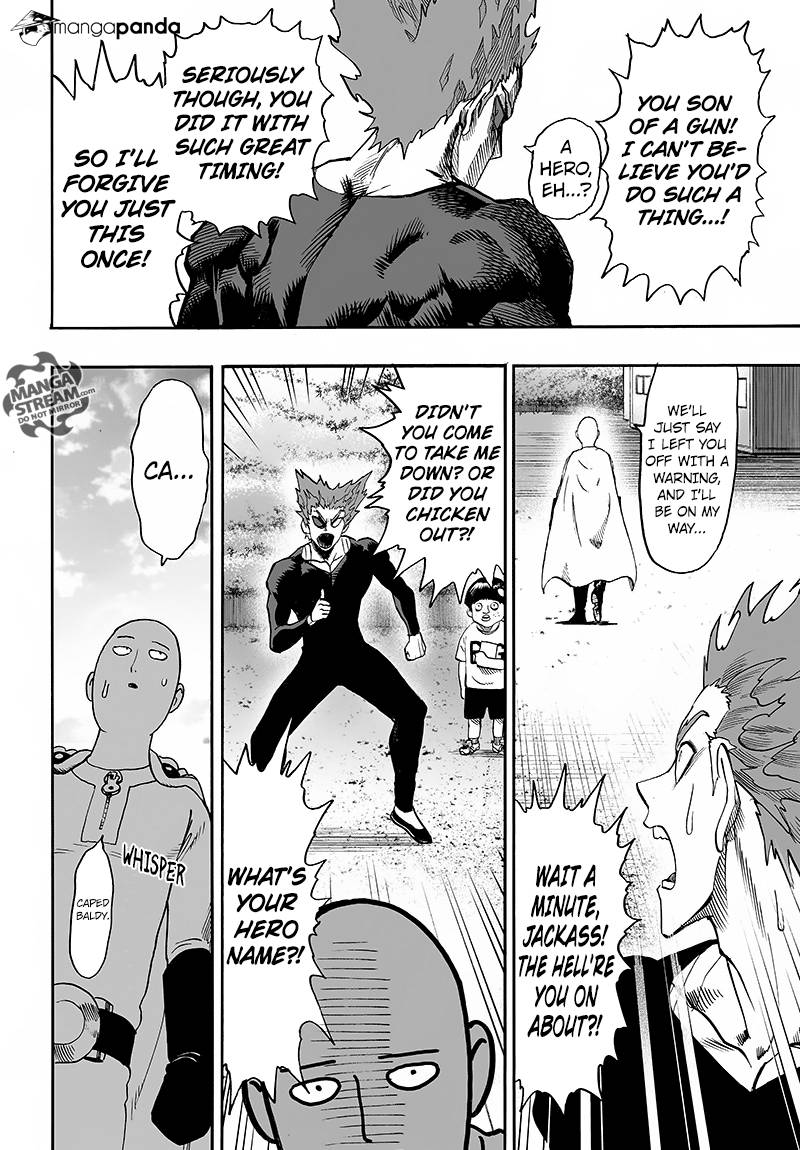 mangapanda
YOU SON
OF A GUN!
I CAN'T BE-
LIEVE YOU'D
DO SUCH A
THING...!
A
HERO,
EH...?
SERIOUSLY
THOUGH, YOU
DID IT WITH
SUCH GREAT
TIMING!
SO I'LL
FORGIVE
YOU JUST
THIS
ONCE!
WE'LL
JUST SAY
I LEFT YOU
OFF WITH A
WARNING,
AND I'LL
BE ON MY
WAY...
WAIT A
MINUTE,
JACKASS!
THE HELL'RE
YOU ON
ABOUT?!
DIDN'T
YOU COME
TO TAKE ME
DOWN? OR
DID YOU
CHICKEN
OUT?!
WHAT'S
YOUR
HERO
NAME?!
MANGA
STREAM.com
DO NOT MIRROR
CA...
WHISPER
CAPED
BALDY.